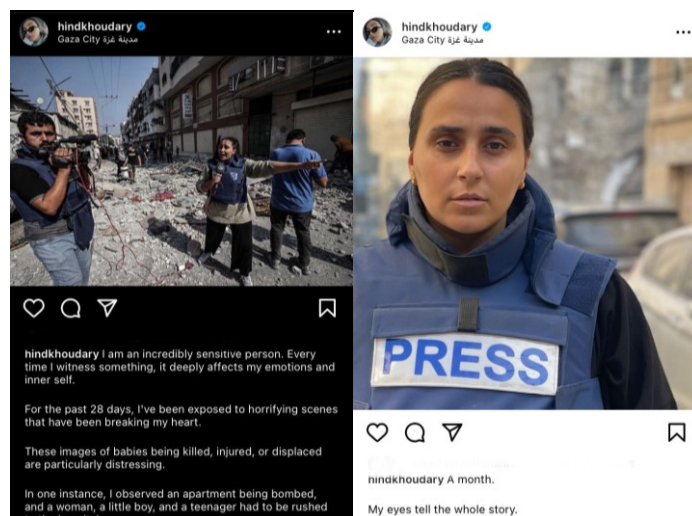 hindkhoudary
Gaza City مدينة غزة
hindkhoudary I am an incredibly sensitive person. Every
time I witness something, it deeply affects my emotions and
inner self.
For the past 28 days, I've been exposed to horrifying scenes
that have been breaking my heart.
These images of babies being killed, injured, or displaced
are particularly distressing.
In one instance, I observed an apartment being bombed,
and a woman, a little boy, and a teenager had to be rushed
hindkhoudary
Gaza City مدينة غزة
PRESS
hindkhoudary A month.
My eyes tell the whole story.